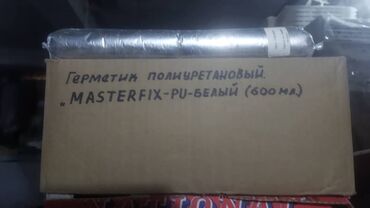 Герметик полиуретановый
"MASTERFIX-PU-БЕЛЫЙ (600 мл.)